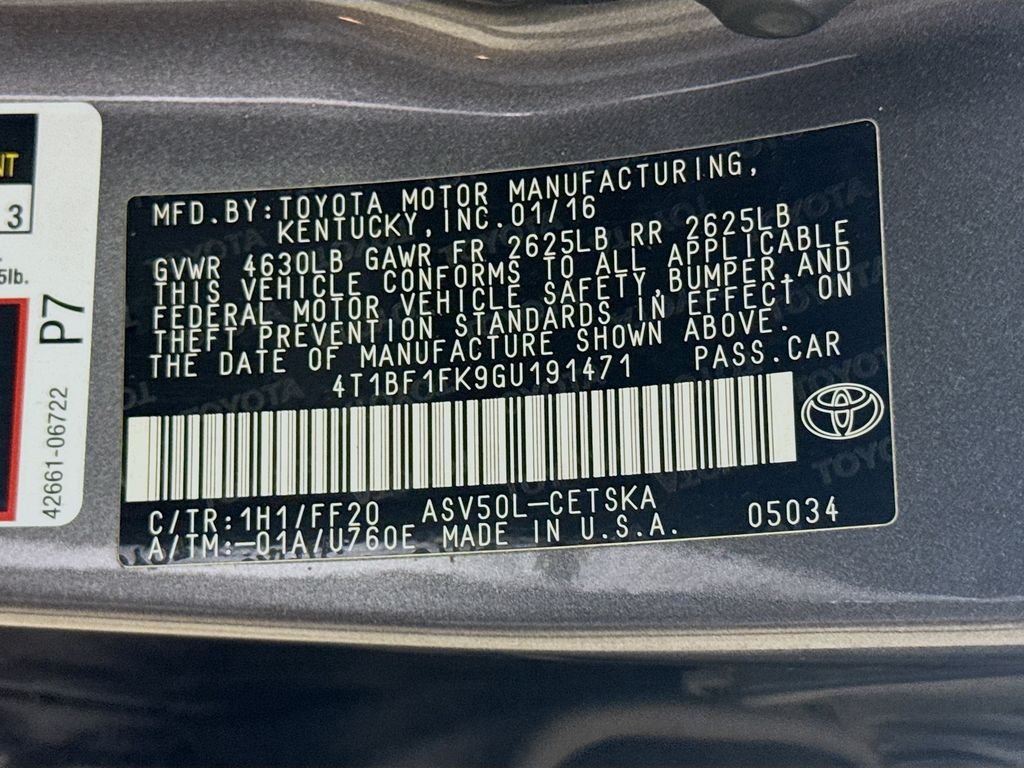 NT
3
5lb.
P7
42661-06722
MFD.BY:TOYOTA MOTOR MANUFACTURING,
KENTUCKY,INC.01/16
GVWR 4630LB GAWR FR 2625LB RR 2625LB
THIS VEHICLE CONFORMS TO ALL APPLICABLE
FEDERAL MOTOR VEHICLE SAFETY,BUMPER,AND
THEFT PREVENTION STANDARDS IN EFFECT ON
THE DATE OF MANUFACTURE SHOWN ABOVE.
4T1BF1FK9GU191471 PASS.CAR
C/TR:1H1/FF20 ASV50L-CETSKA
A/TM:-01A/U760E MADE IN U.S.A. 05034